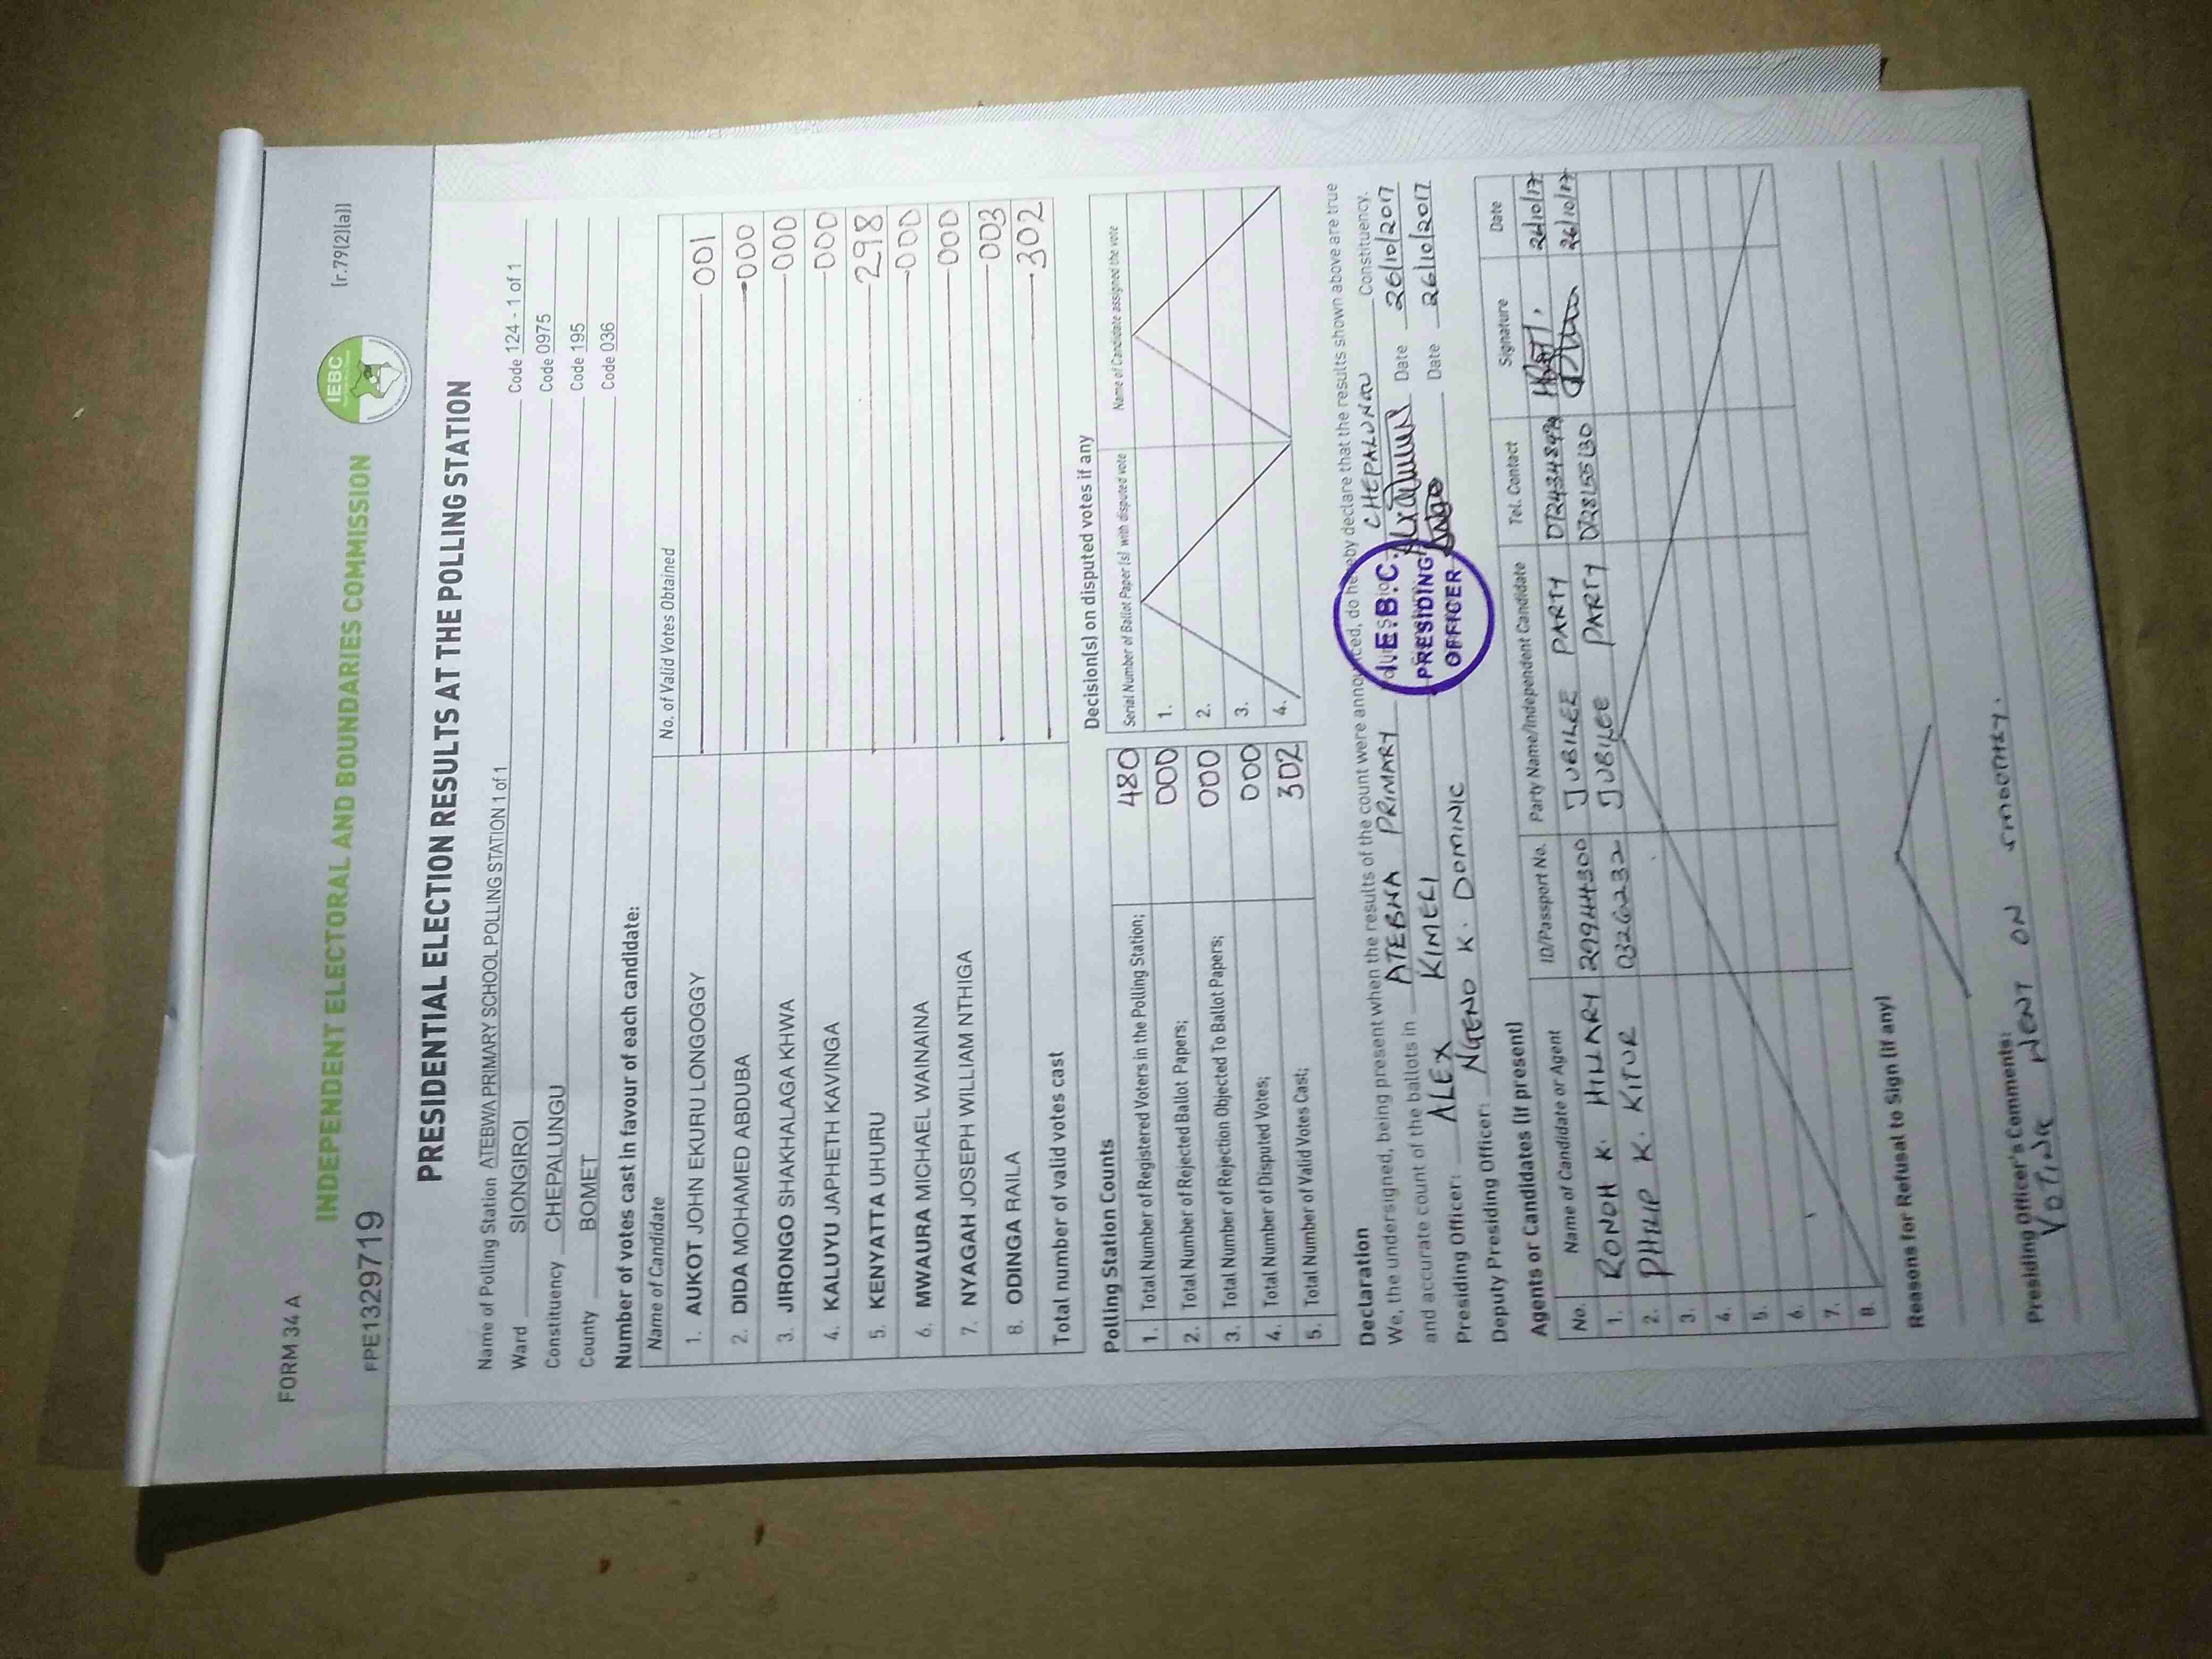 FORM 34 A
[r.79(2)(a)]
INDEPENDENT ELECTORAL AND BOUNDARIES COMMISSION
IEBC
FPE13297​19
PRESIDENTIAL ELECTION RESULTS AT THE POLLING STATION
Name of Polling Station ATEBWA PRIMARY SCHOOL POLLING STATION 1 of 1 Code 124 - 1 of 1
Ward SIONGIROI Code 0975
Constituency CHEPALUNGU Code 195
County BOMET Code 036
Number of votes cast in favour of each candidate:
Name of Candidate No. of Valid Votes Obtained
1. AUKOT JOHN EKURU LONGOGGY 001
2. DIDA MOHAMED ABDUBA 000
3. JIRONGO SHAKHALAGA KHWA 000
4. KALUYU JAPHETH KAVINGA 000
5. KENYATTA UHURU 298
6. MWAURA MICHAEL WAINAINA 000
7. NYAGAH JOSEPH WILLIAM NTHIGA 000
8. ODINGA RAILA 003
Total number of valid votes cast 302
Polling Station Counts
1. Total Number of Registered Voters in the Polling Station; 480
2. Total Number of Rejected Ballot Papers; 000
3. Total Number of Rejection Objected To Ballot Papers; 000
4. Total Number of Disputed Votes; 000
5. Total Number of Valid Votes Cast; 302
Decision(s) on disputed votes if any
Serial Number of Ballot Paper(s) with disputed vote Name of Candidate assigned the vote
1.
2.
3.
4.
Declaration
We, the undersigned, being present when the results of the count were announced, do hereby declare that the results shown above are true
and accurate count of the ballots in ATEBWA PRIMARY CHEPALUNGU Constituency.
Presiding Officer: ALEX KIMELI Date 26/10/2017
Deputy Presiding Officer: NGENO K. DOMINIC Date 26/10/2017
I.E.B.C.
PRESIDING
OFFICER
Agents or Candidates (if present)
No. Name of Candidate or Agent ID/Passport No. Party Name/Independent Candidate Tel. Contact Signature Date
1. RONOH K. HILLARY JUBILEE PARTY 26/10/17
2. PHILIP K. KITUR 03262232 JUBILEE PARTY 0728155130 26/10/17
3.
4.
5.
6.
7.
8.
Reasons for Refusal to Sign (if any)
Presiding Officer's Comments:
VOTING WENT ON SMOOTHLY.